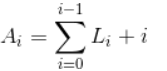 $A_i = \sum_{i=0}^{i-1} L_i + i$